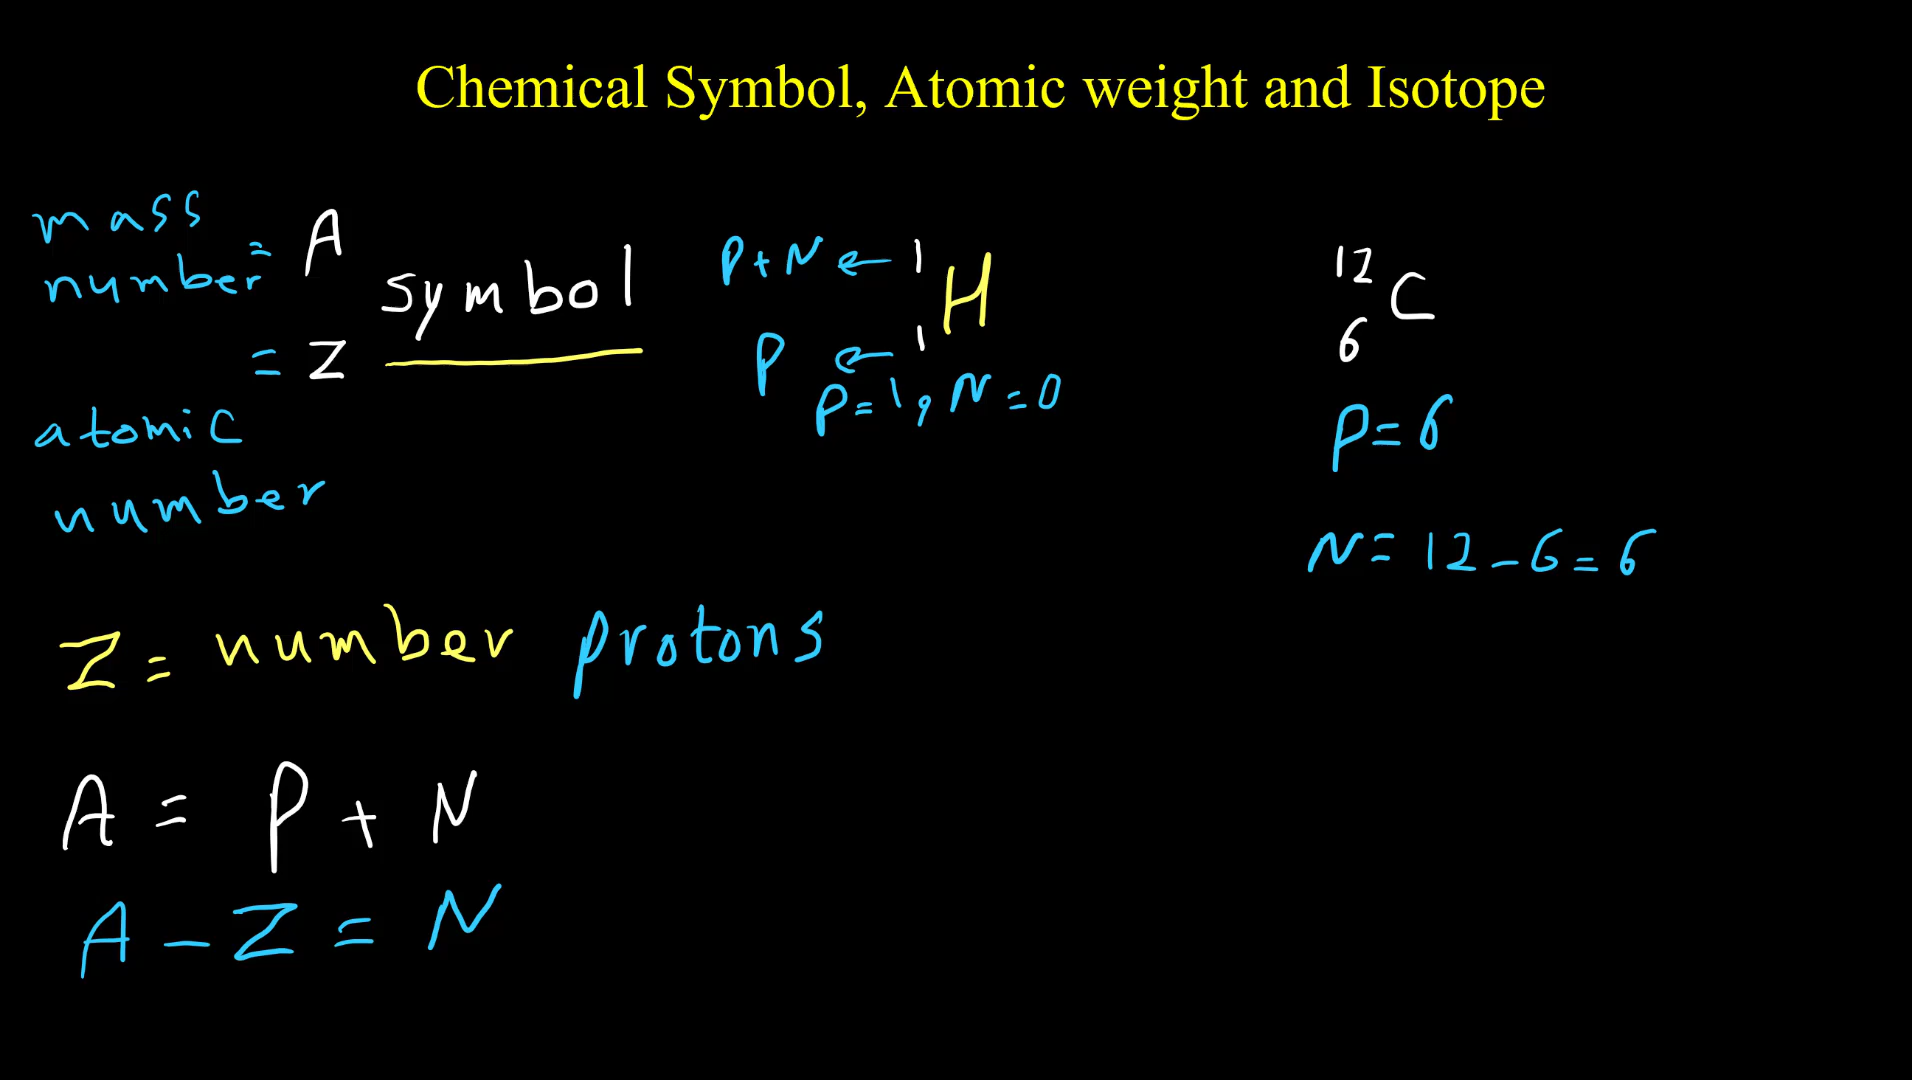 Chemical Symbol, Atomic weight and Isotope
mass
number = A
symbol
= Z
atomic
number
P+N ← 1
H
P ← 1
P=1, N=0
12
C
6
P=6
N= 12-6=6
Z= number protons
A = P + N
A - Z = N